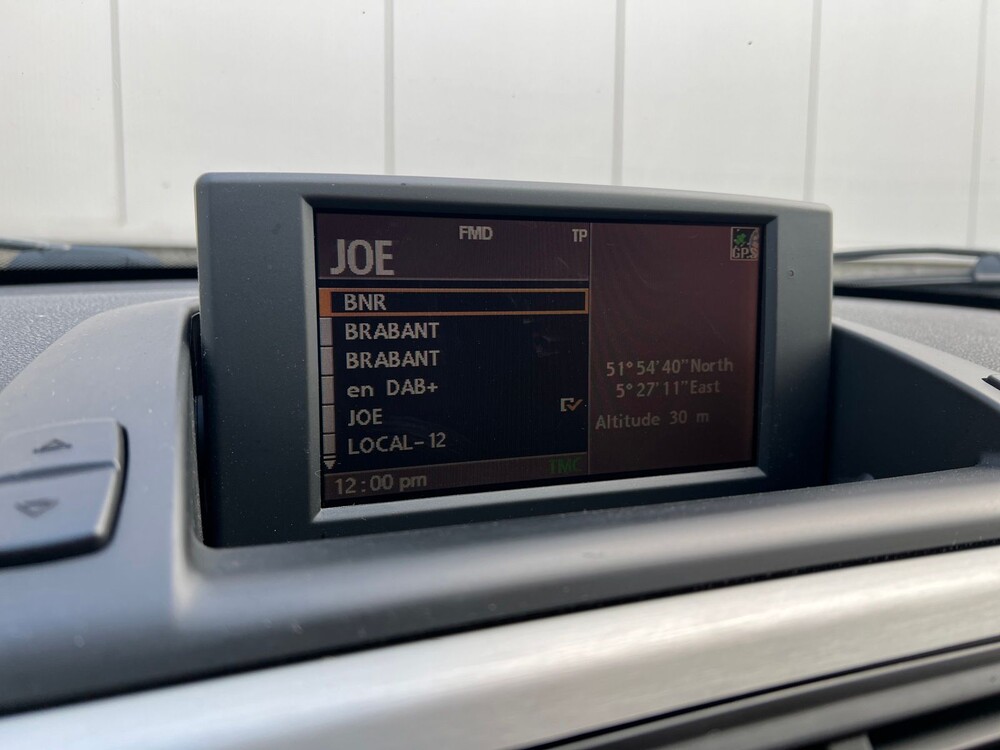 FMD TP
JOE
BNR
BRABANT
BRABANT
en DAB+
JOE
LOCAL-12
12:00 pm
TMC
GPS
51°54'40"North
5°27'11"East
Altitude 30 m